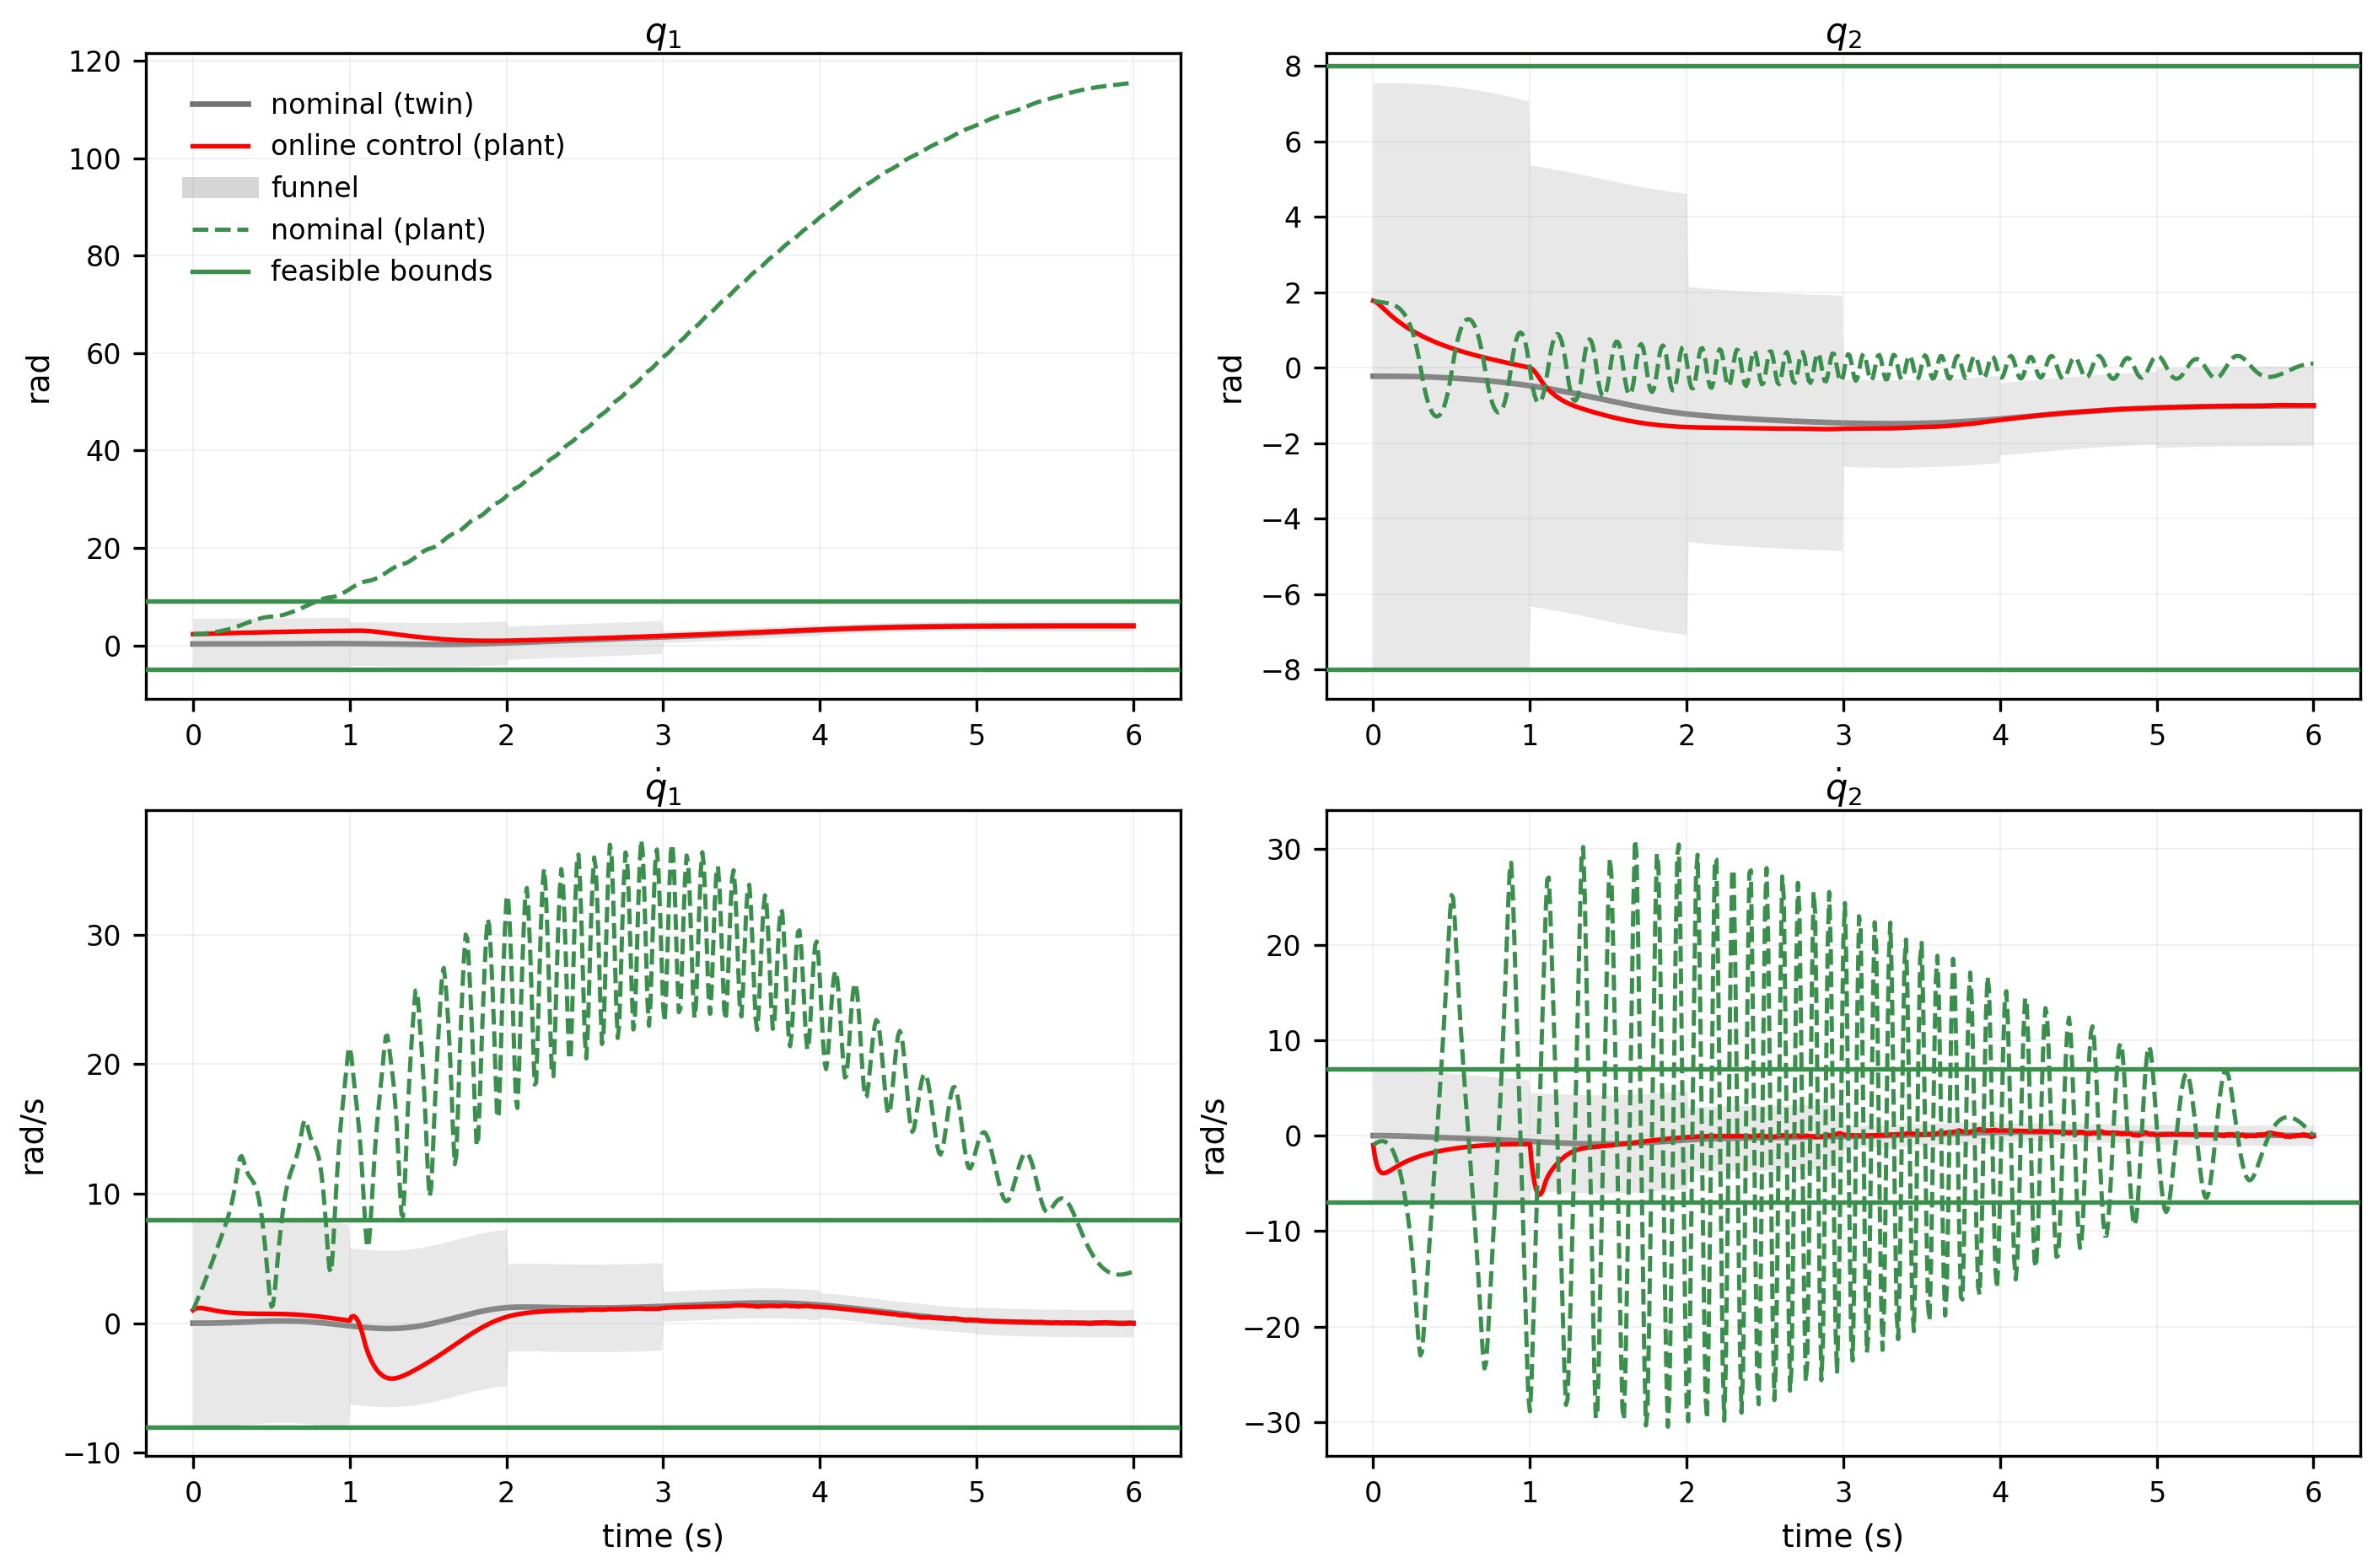 q₁
120
100
80
60
40
20
0
rad
nominal (twin)
online control (plant)
funnel
nominal (plant)
feasible bounds
0 1 2 3 4 5 6
q₂
8
6
4
2
0
−2
−4
−6
−8
rad
0 1 2 3 4 5 6
q̇₁
30
20
10
0
−10
rad/s
0 1 2 3 4 5 6
time (s)
q̇₂
30
20
10
0
−10
−20
−30
rad/s
0 1 2 3 4 5 6
time (s)